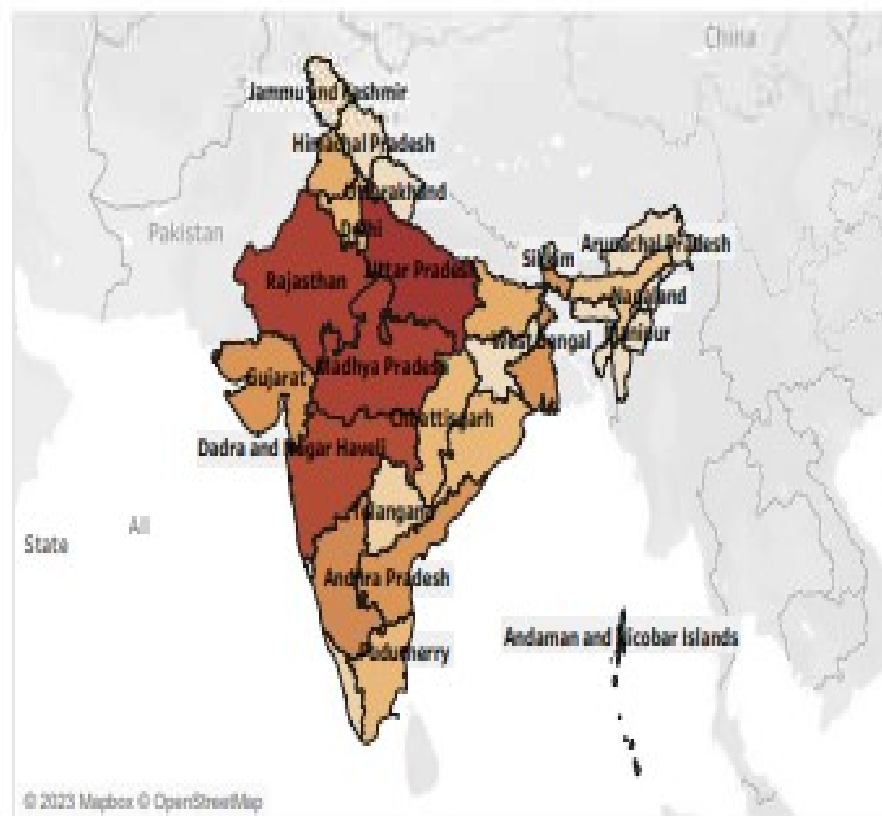 China
Jammu and Kashmir
Himachal Pradesh
Uttarakhand
Delhi
Pakistan
Arunachal Pradesh
Sikkim
Uttar Pradesh
Rajasthan
Nagaland
Manipur
West Bengal
Madhya Pradesh
Gujarat
Chhattisgarh
Dadra and Nagar Haveli
Telangana
State
All
Andhra Pradesh
Andaman and Nicobar Islands
Puducherry
© 2023 Mapbox © OpenStreetMap